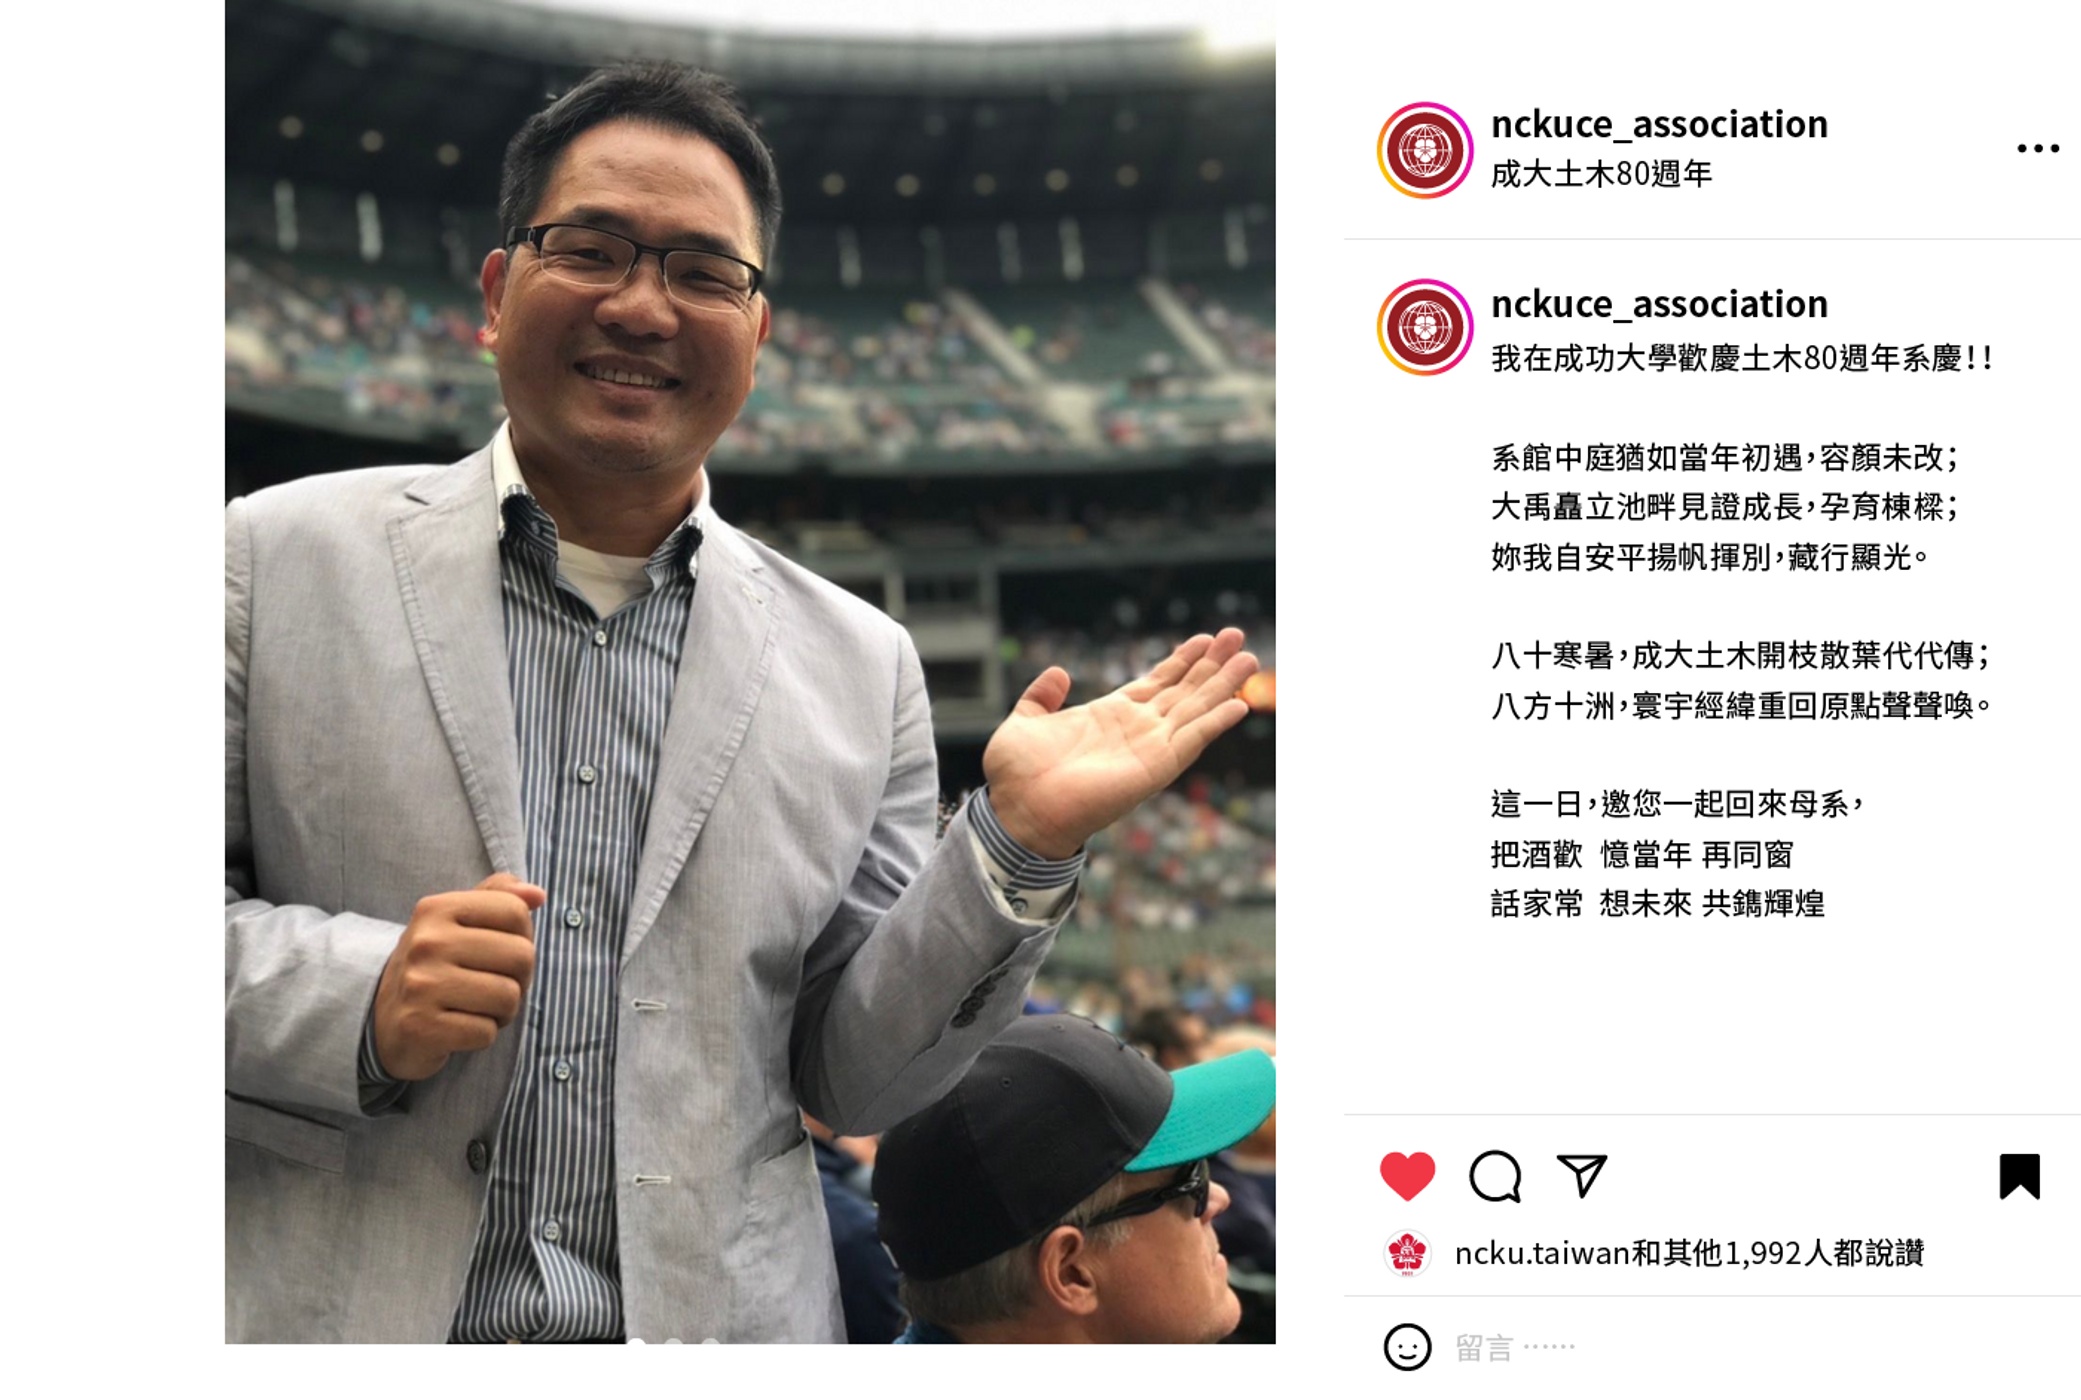 nckuce_association
成大土木80週年
nckuce_association
我在成功大學歡慶土木80週年系慶!!
系館中庭猶如當年初遇,容顏未改;
大禹矗立池畔見證成長,孕育棟樑;
妳我自安平揚帆揮別,藏行顯光。
八十寒暑,成大土木開枝散葉代代傳;
八方十洲,寰宇經緯重回原點聲聲喚。
這一日,邀您一起回來母系,
把酒歡 憶當年 再同窗
話家常 想未來 共鐫輝煌
ncku.taiwan和其他1,992人都說讚
留言 ······